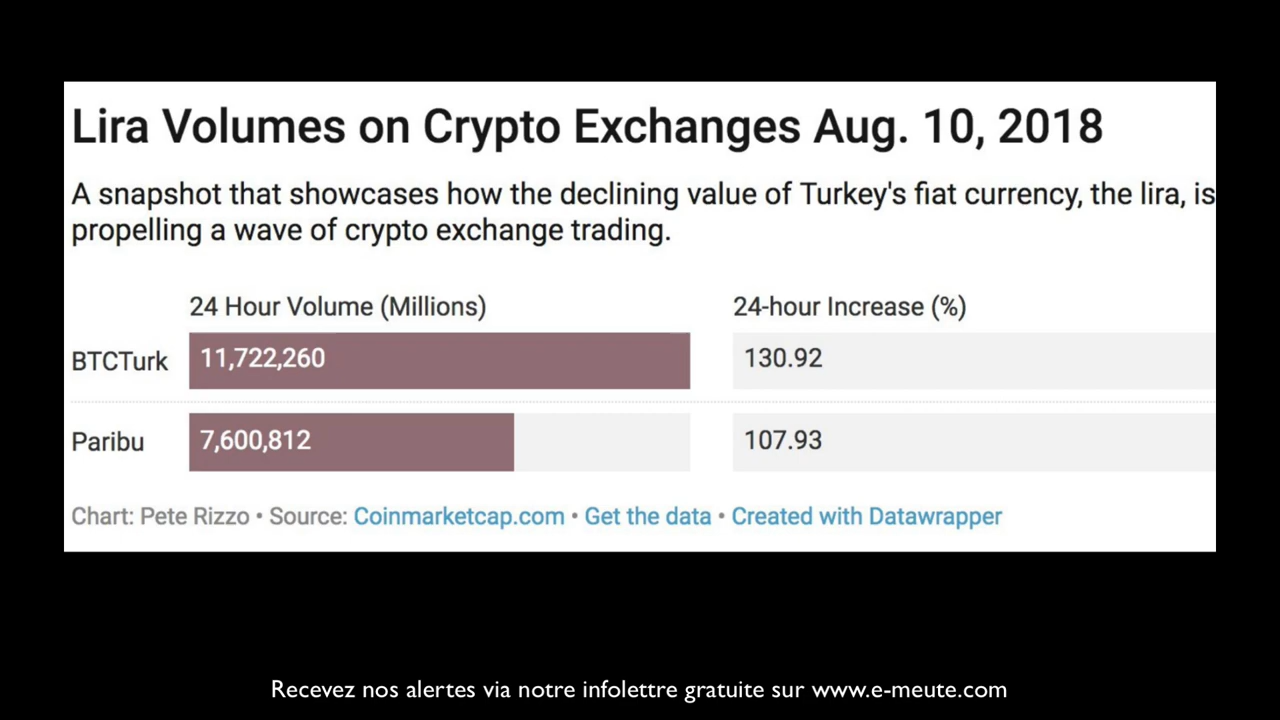 Lira Volumes on Crypto Exchanges Aug. 10, 2018
A snapshot that showcases how the declining value of Turkey's fiat currency, the lira, is
propelling a wave of crypto exchange trading.
24 Hour Volume (Millions) 24-hour Increase (%)
BTCTurk 11,722,260 130.92
Paribu 7,600,812 107.93
Chart: Pete Rizzo • Source: Coinmarketcap.com • Get the data • Created with Datawrapper
Recevez nos alertes via notre infolettre gratuite sur www.e-meute.com